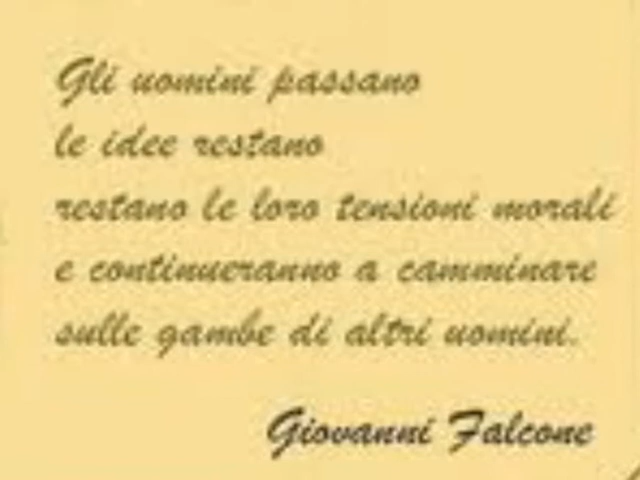 Gli uomini passano
le idee restano
restano le loro tensioni morali
e continueranno a camminare
sulle gambe di altri uomini.
Giovanni Falcone